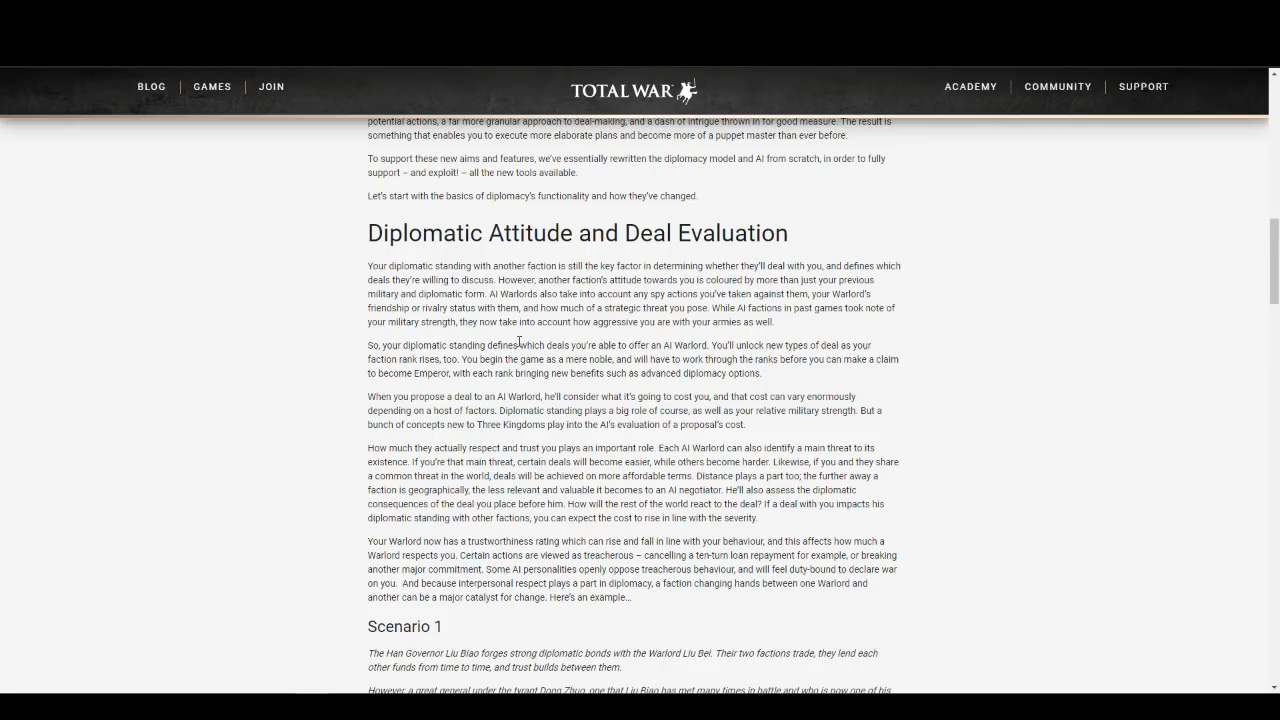 BLOG
GAMES
JOIN
TOTAL WAR
ACADEMY
COMMUNITY
SUPPORT
potential actions, a far more granular approach to deal-making, and a dash of intrigue thrown in for good measure. The result is
something that enables you to execute more elaborate plans and become more of a puppet master than ever before.
To support these new aims and features, we've essentially rewritten the diplomacy model and AI from scratch, in order to fully
support – and exploit! – all the new tools available.
Let's start with the basics of diplomacy's functionality and how they've changed.
Diplomatic Attitude and Deal Evaluation
Your diplomatic standing with another faction is still the key factor in determining whether they'll deal with you, and defines which
deals they're willing to discuss. However, another faction's attitude towards you is coloured by more than just your previous
military and diplomatic form. AI Warlords also take into account any spy actions you've taken against them, your Warlord's
friendship or rivalry status with them, and how much of a strategic threat you pose. While AI factions in past games took note of
your military strength, they now take into account how aggressive you are with your armies as well.
So, your diplomatic standing defines which deals you're able to offer an AI Warlord. You'll unlock new types of deal as your
faction rank rises, too. You begin the game as a mere noble, and will have to work through the ranks before you can make a claim
to become Emperor, with each rank bringing new benefits such as advanced diplomacy options.
When you propose a deal to an AI Warlord, he'll consider what it's going to cost you, and that cost can vary enormously
depending on a host of factors. Diplomatic standing plays a big role of course, as well as your relative military strength. But a
bunch of concepts new to Three Kingdoms play into the AI's evaluation of a proposal's cost.
How much they actually respect and trust you plays an important role. Each AI Warlord can also identify a main threat to its
existence. If you're that main threat, certain deals will become easier, while others become harder. Likewise, if you and they share
a common threat in the world, deals will be achieved on more affordable terms. Distance plays a part too; the further away a
faction is geographically, the less relevant and valuable it becomes to an AI negotiator. He'll also assess the diplomatic
consequences of the deal you place before him. How will the rest of the world react to the deal? If a deal with you impacts his
diplomatic standing with other factions, you can expect the cost to rise in line with the severity.
Your Warlord now has a trustworthiness rating which can rise and fall in line with your behaviour, and this affects how much a
Warlord respects you. Certain actions are viewed as treacherous – cancelling a ten-turn loan repayment for example, or breaking
another major commitment. Some AI personalities openly oppose treacherous behaviour, and will feel duty-bound to declare war
on you. And because interpersonal respect plays a part in diplomacy, a faction changing hands between one Warlord and
another can be a major catalyst for change. Here's an example…
Scenario 1
The Han Governor Liu Biao forges strong diplomatic bonds with the Warlord Liu Bei. Their two factions trade, they lend each
other funds from time to time, and trust builds between them.
However, a great general under the tyrant Dong Zhuo, one that Liu Biao has met many times in battle and who is now one of his